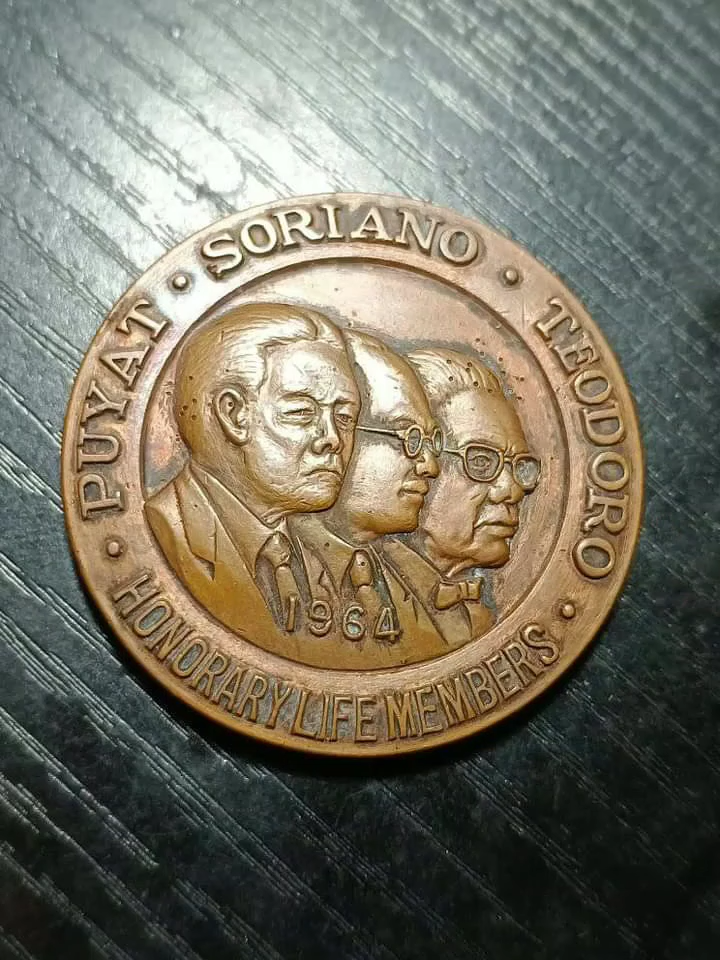 PUYAT • SORIANO • TEODORO
1964
• HONORARY LIFE MEMBERS •